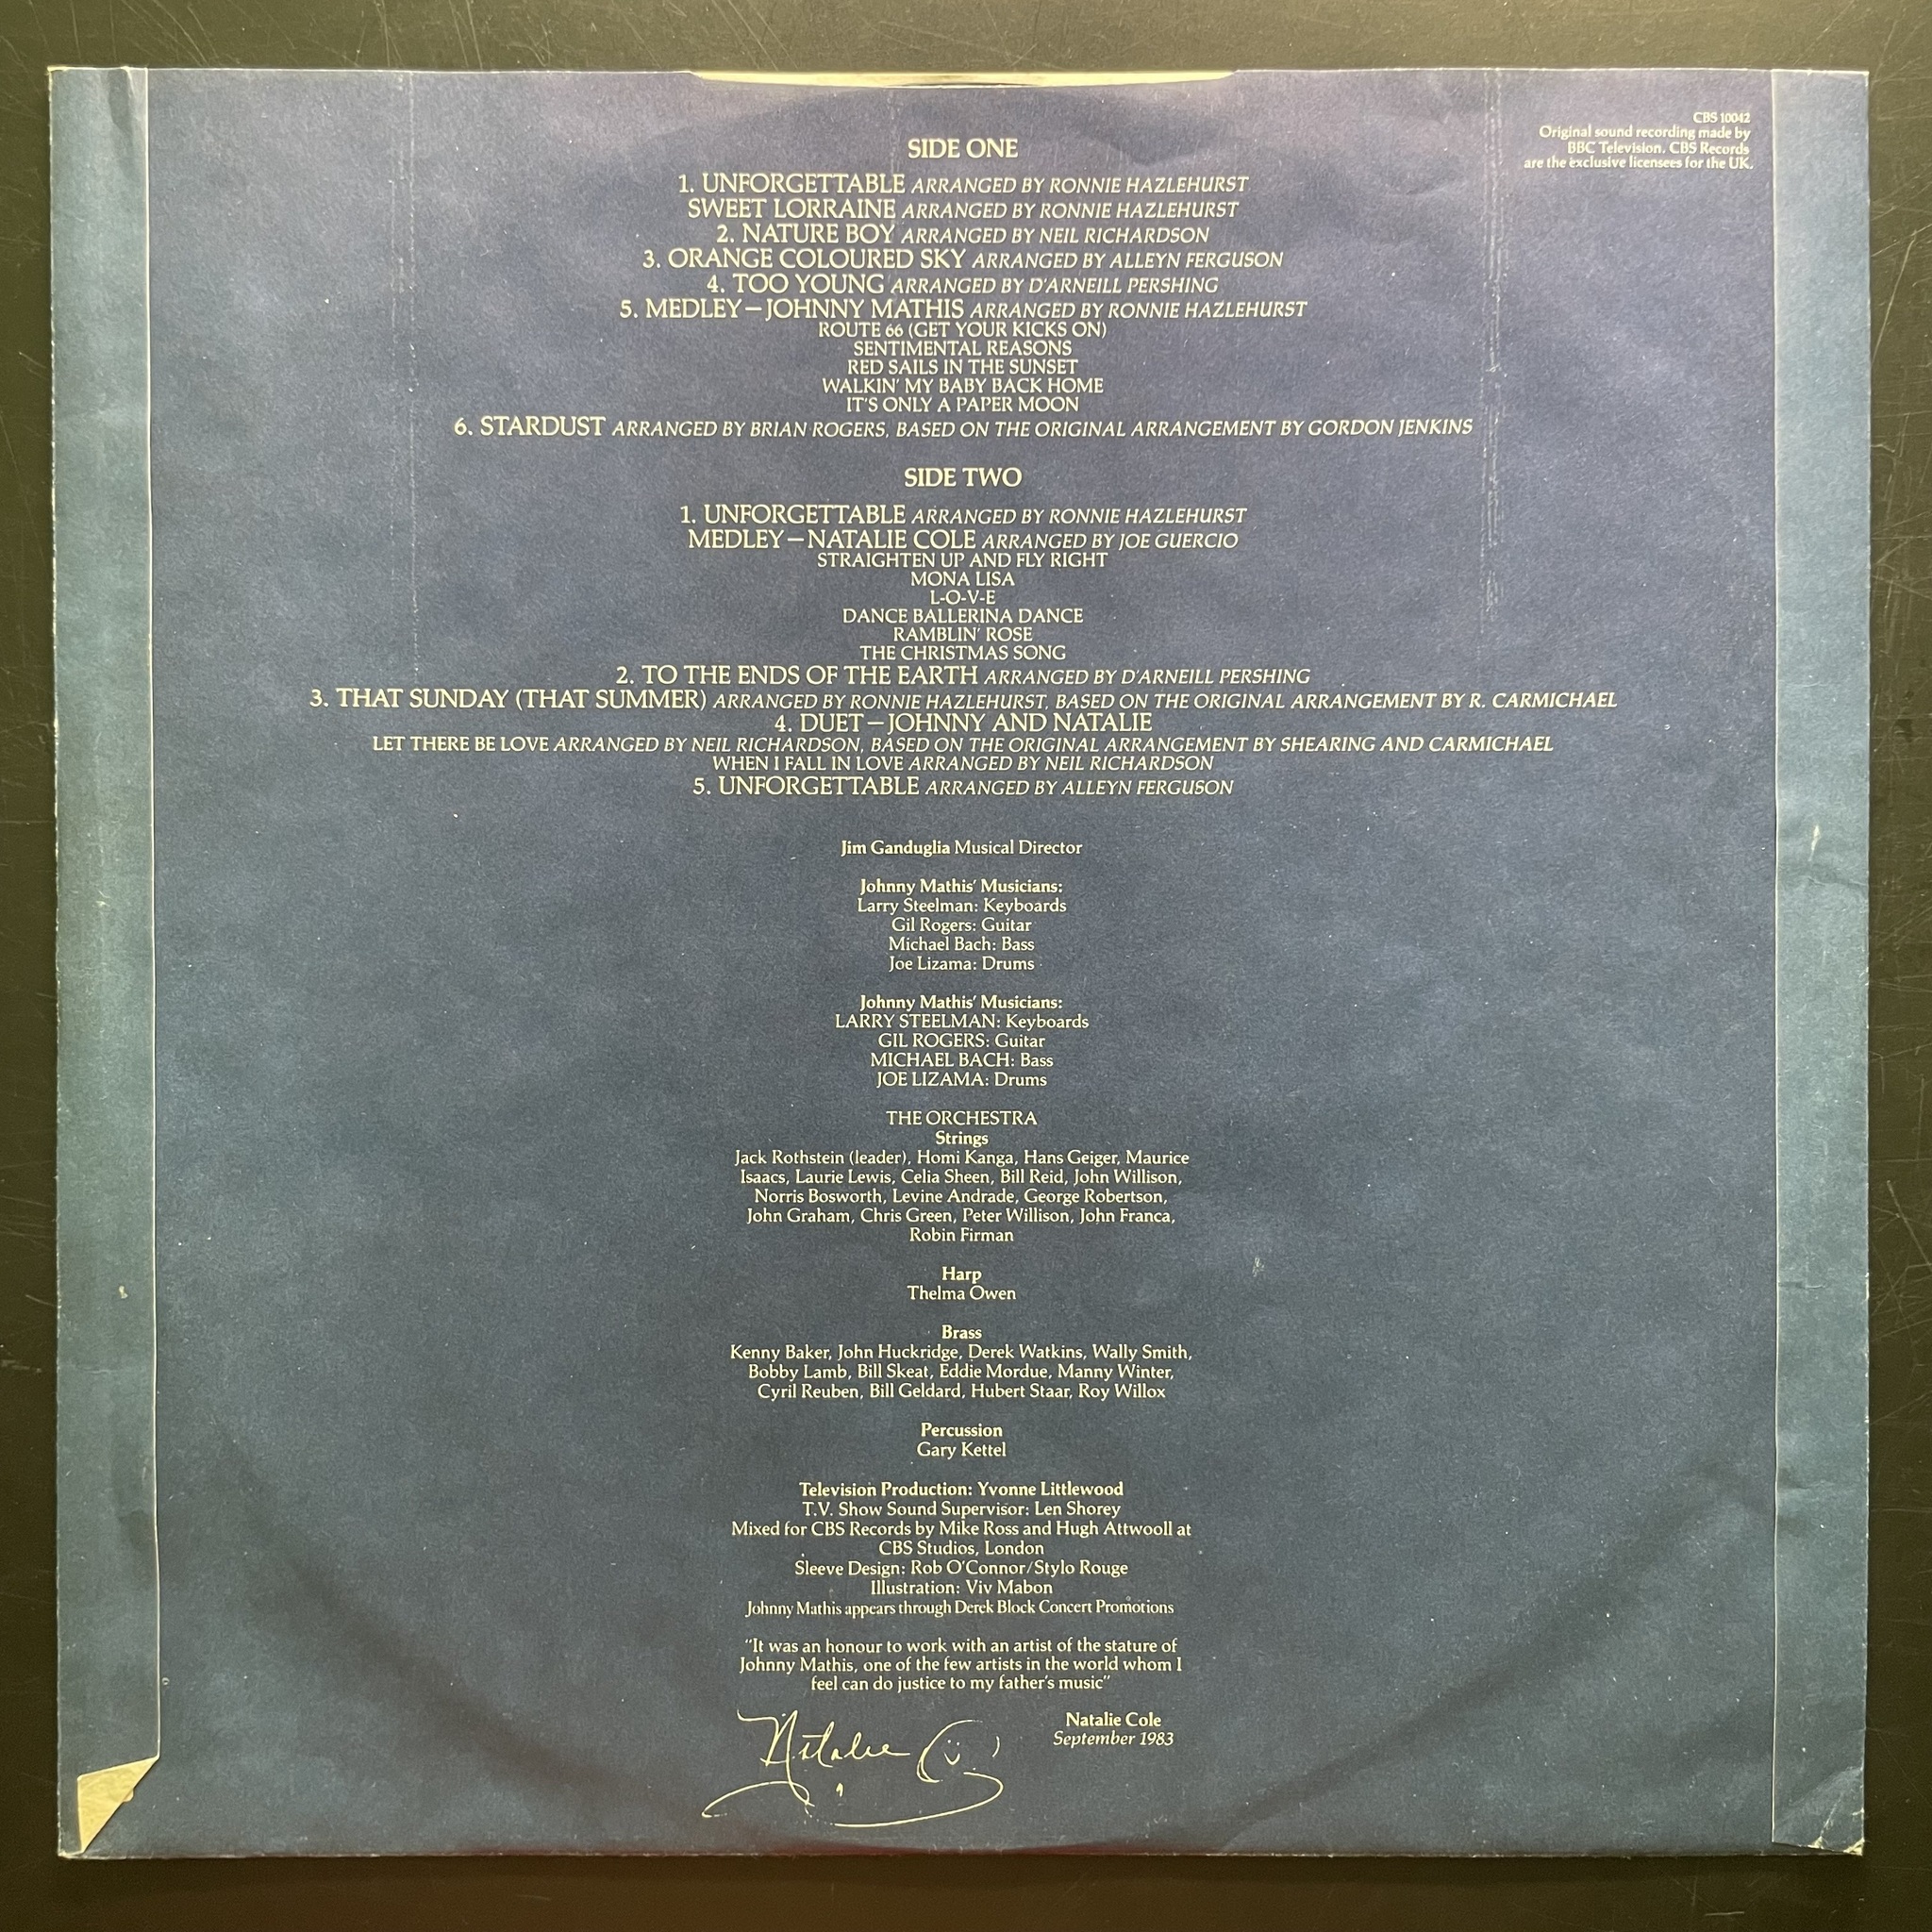 CBS 10042
Original sound recording made by
BBC Television. CBS Records
are the exclusive licensees for the UK.
SIDE ONE
1. UNFORGETTABLE ARRANGED BY RONNIE HAZLEHURST
SWEET LORRAINE ARRANGED BY RONNIE HAZLEHURST
2. NATURE BOY ARRANGED BY NEIL RICHARDSON
3. ORANGE COLOURED SKY ARRANGED BY ALLEYN FERGUSON
4. TOO YOUNG ARRANGED BY D'ARNEILL PERSHING
5. MEDLEY—JOHNNY MATHIS ARRANGED BY RONNIE HAZLEHURST
ROUTE 66 (GET YOUR KICKS ON)
SENTIMENTAL REASONS
RED SAILS IN THE SUNSET
WALKIN' MY BABY BACK HOME
IT'S ONLY A PAPER MOON
6. STARDUST ARRANGED BY BRIAN ROGERS, BASED ON THE ORIGINAL ARRANGEMENT BY GORDON JENKINS
SIDE TWO
1. UNFORGETTABLE ARRANGED BY RONNIE HAZLEHURST
MEDLEY—NATALIE COLE ARRANGED BY JOE GUERCIO
STRAIGHTEN UP AND FLY RIGHT
MONA LISA
L-O-V-E
DANCE BALLERINA DANCE
RAMBLIN' ROSE
THE CHRISTMAS SONG
2. TO THE ENDS OF THE EARTH ARRANGED BY D'ARNEILL PERSHING
3. THAT SUNDAY (THAT SUMMER) ARRANGED BY RONNIE HAZLEHURST, BASED ON THE ORIGINAL ARRANGEMENT BY R. CARMICHAEL
4. DUET—JOHNNY AND NATALIE
LET THERE BE LOVE ARRANGED BY NEIL RICHARDSON, BASED ON THE ORIGINAL ARRANGEMENT BY SHEARING AND CARMICHAEL
WHEN I FALL IN LOVE ARRANGED BY NEIL RICHARDSON
5. UNFORGETTABLE ARRANGED BY ALLEYN FERGUSON
Jim Ganduglia Musical Director
Johnny Mathis' Musicians:
Larry Steelman: Keyboards
Gil Rogers: Guitar
Michael Bach: Bass
Joe Lizama: Drums
Johnny Mathis' Musicians:
LARRY STEELMAN: Keyboards
GIL ROGERS: Guitar
MICHAEL BACH: Bass
JOE LIZAMA: Drums
THE ORCHESTRA
Strings
Jack Rothstein (leader), Homi Kanga, Hans Geiger, Maurice
Isaacs, Laurie Lewis, Celia Sheen, Bill Reid, John Willison,
Norris Bosworth, Levine Andrade, George Robertson,
John Graham, Chris Green, Peter Willison, John Franca,
Robin Firman
Harp
Thelma Owen
Brass
Kenny Baker, John Huckridge, Derek Watkins, Wally Smith,
Bobby Lamb, Bill Skeat, Eddie Mordue, Manny Winter,
Cyril Reuben, Bill Geldard, Hubert Staar, Roy Willox
Percussion
Gary Kettel
Television Production: Yvonne Littlewood
T.V. Show Sound Supervisor: Len Shorey
Mixed for CBS Records by Mike Ross and Hugh Attwooll at
CBS Studios, London
Sleeve Design: Rob O'Connor/Stylo Rouge
Illustration: Viv Mabon
Johnny Mathis appears through Derek Block Concert Promotions
"It was an honour to work with an artist of the stature of
Johnny Mathis, one of the few artists in the world whom I
feel can do justice to my father's music"
Natalie Cole
September 1983
Natalie